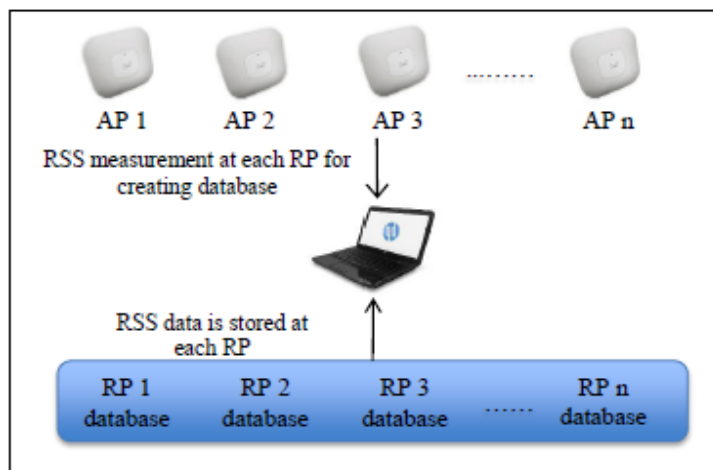 AP 1 AP 2 AP 3 ......... AP n
RSS measurement at each RP for
creating database
RSS data is stored at
each RP
RP 1 RP 2 RP 3 RP n
database database database ...... database